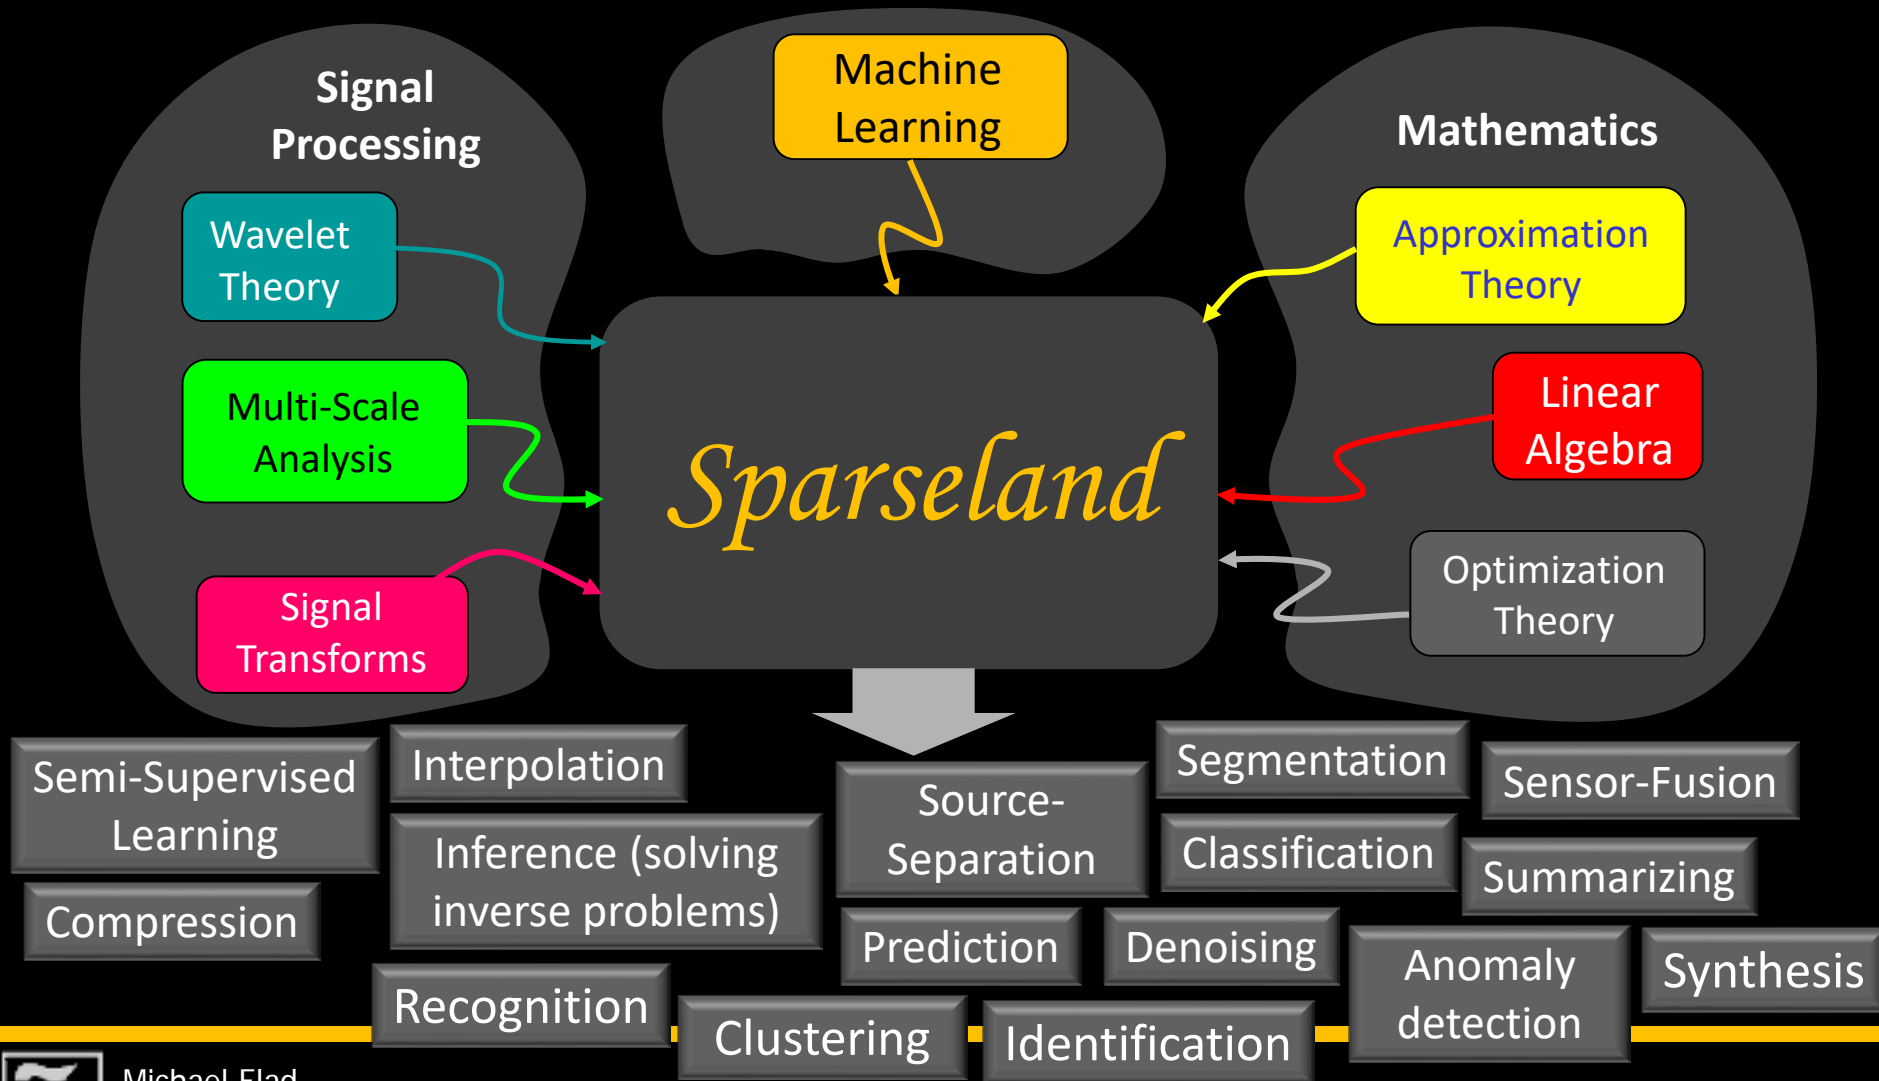 Signal
Processing
Machine
Learning
Mathematics
Wavelet
Theory
Approximation
Theory
Multi-Scale
Analysis
Linear
Algebra
Sparseland
Signal
Transforms
Optimization
Theory
Semi-Supervised
Learning
Interpolation
Source-
Separation
Segmentation
Sensor-Fusion
Inference (solving
inverse problems)
Classification
Summarizing
Compression
Prediction
Denoising
Anomaly
detection
Synthesis
Recognition
Clustering
Identification
Michael Elad